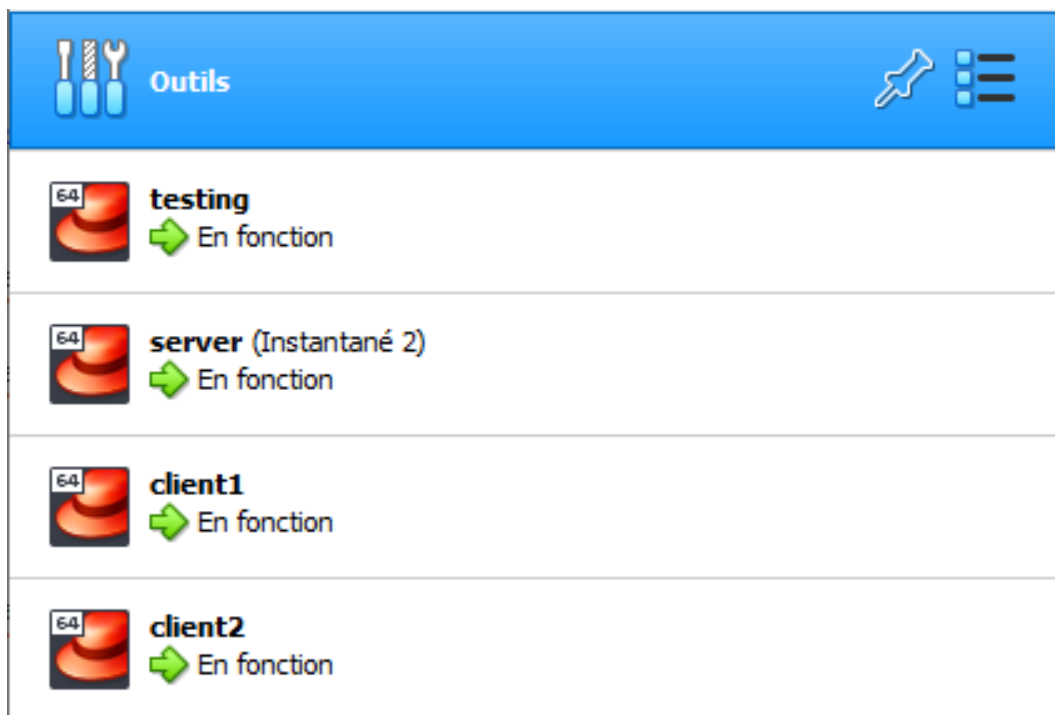 Outils
64
testing
En fonction
64
server (Instantané 2)
En fonction
64
client1
En fonction
64
client2
En fonction